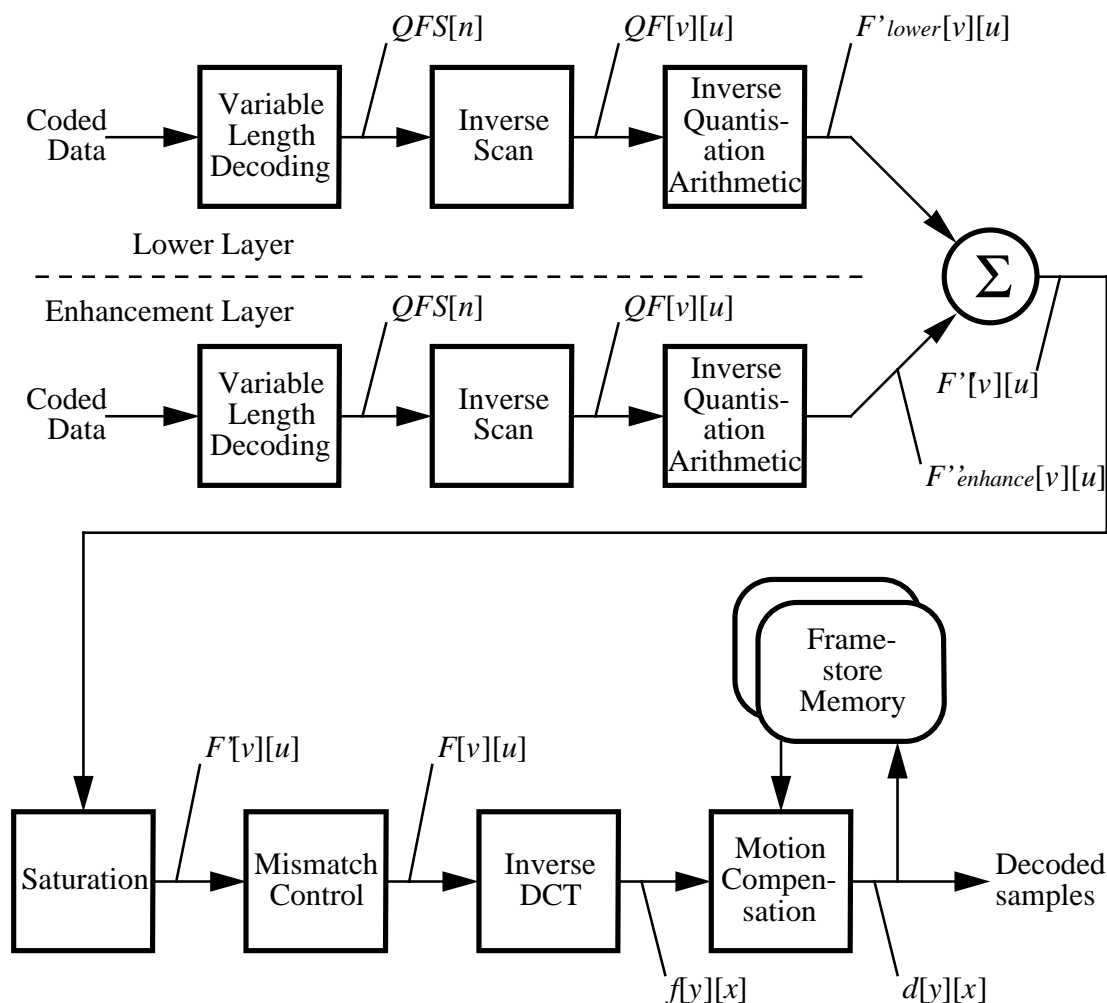 QFS[n]
QF[v][u]
F’lower[v][u]
Coded
Data
Variable
Length
Decoding
Inverse
Scan
Inverse
Quantis-
ation
Arithmetic
Lower Layer
Σ
Enhancement Layer
QFS[n]
QF[v][u]
F’’[v][u]
Coded
Data
Variable
Length
Decoding
Inverse
Scan
Inverse
Quantis-
ation
Arithmetic
F’’enhance[v][u]
Frame-
store
Memory
F’[v][u]
F[v][u]
Saturation
Mismatch
Control
Inverse
DCT
Motion
Compen-
sation
Decoded
samples
f[y][x]
d[y][x]